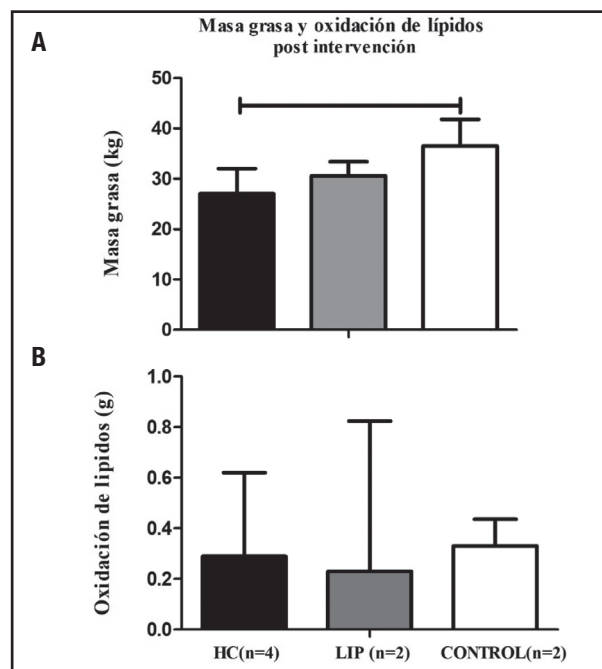 Masa grasa y oxidación de lípidos
post intervención
A
Masa grasa (kg)
50
40
30
20
10
0
B
Oxidación de lipidos (g)
1.0
0.8
0.6
0.4
0.2
0.0
HC(n=4) LIP (n=2) CONTROL(n=2)